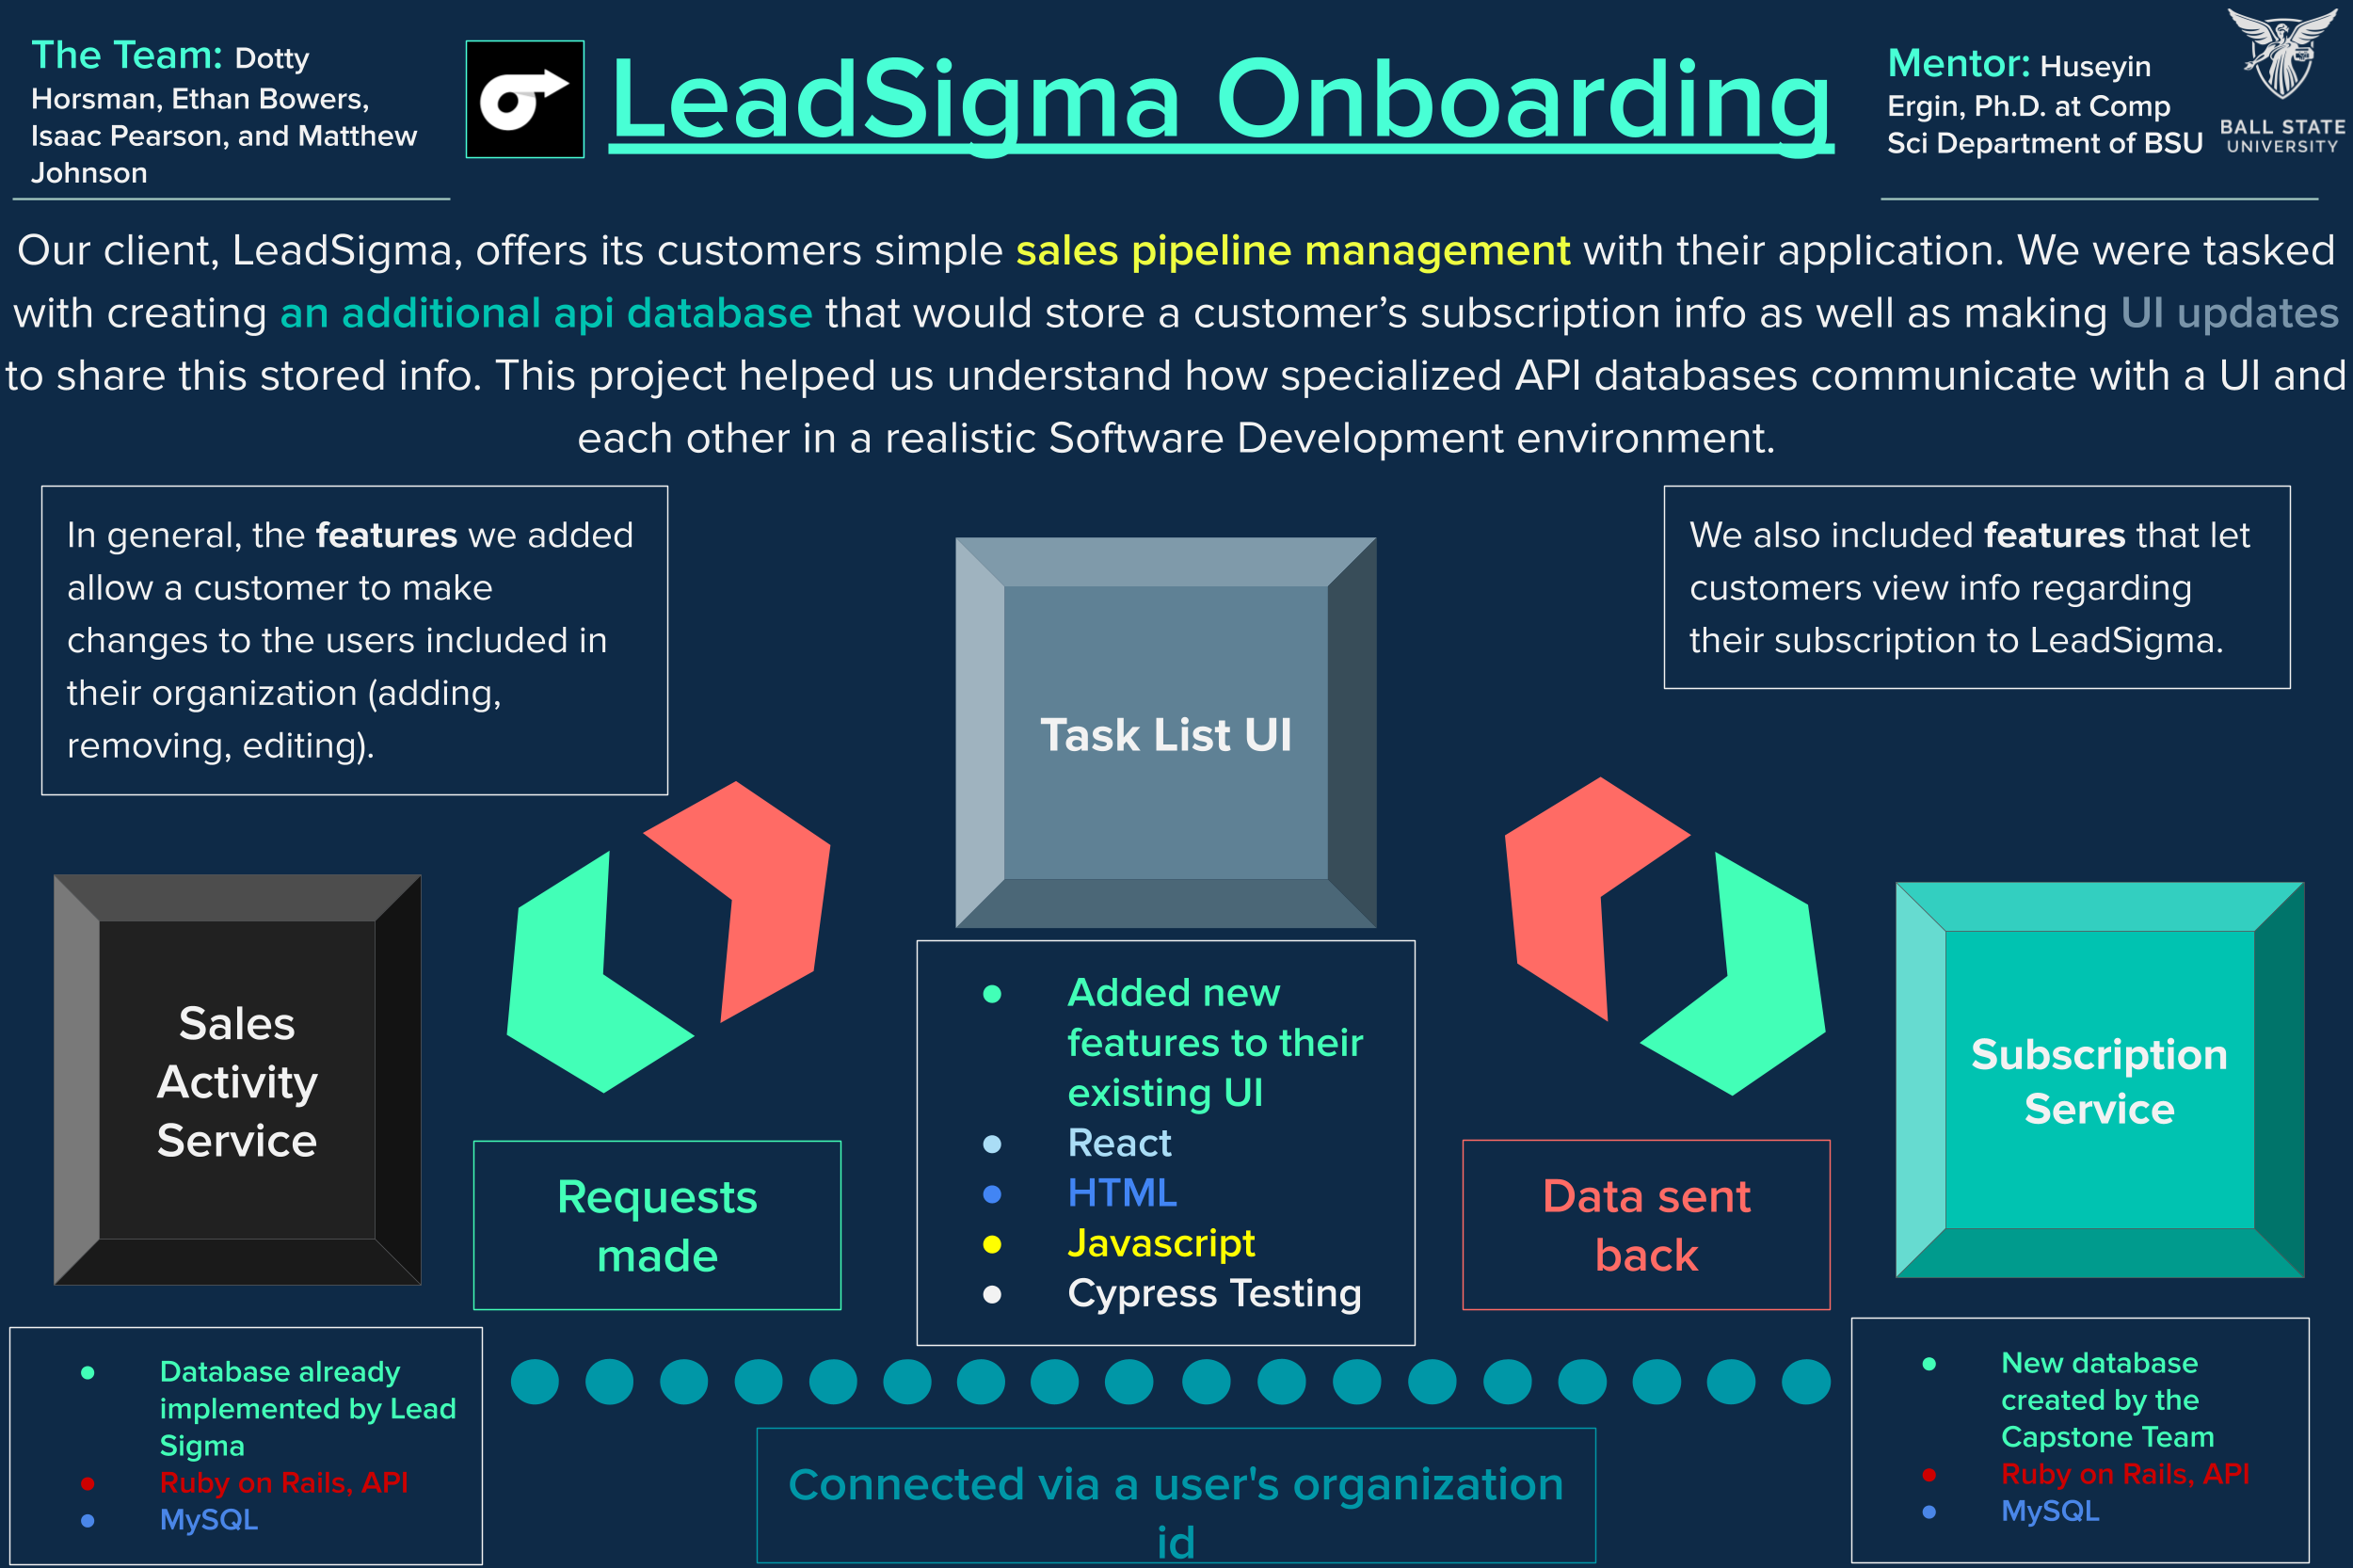 The Team: Dotty
Horsman, Ethan Bowers,
Isaac Pearson, and Matthew
Johnson
LeadSigma Onboarding
Mentor: Huseyin
Ergin, Ph.D. at Comp
Sci Department of BSU
BALL STATE
UNIVERSITY
Our client, LeadSigma, offers its customers simple sales pipeline management with their application. We were tasked
with creating an additional api database that would store a customer’s subscription info as well as making UI updates
to share this stored info. This project helped us understand how specialized API databases communicate with a UI and
each other in a realistic Software Development environment.
In general, the features we added
allow a customer to make
changes to the users included in
their organization (adding,
removing, editing).
We also included features that let
customers view info regarding
their subscription to LeadSigma.
Task List UI
Sales
Activity
Service
Subscription
Service
● Added new
features to their
existing UI
● React
● HTML
● Javascript
● Cypress Testing
Requests
made
Data sent
back
● Database already
implemented by Lead
Sigma
● Ruby on Rails, API
● MySQL
Connected via a user's organization
id
● New database
created by the
Capstone Team
● Ruby on Rails, API
● MySQL